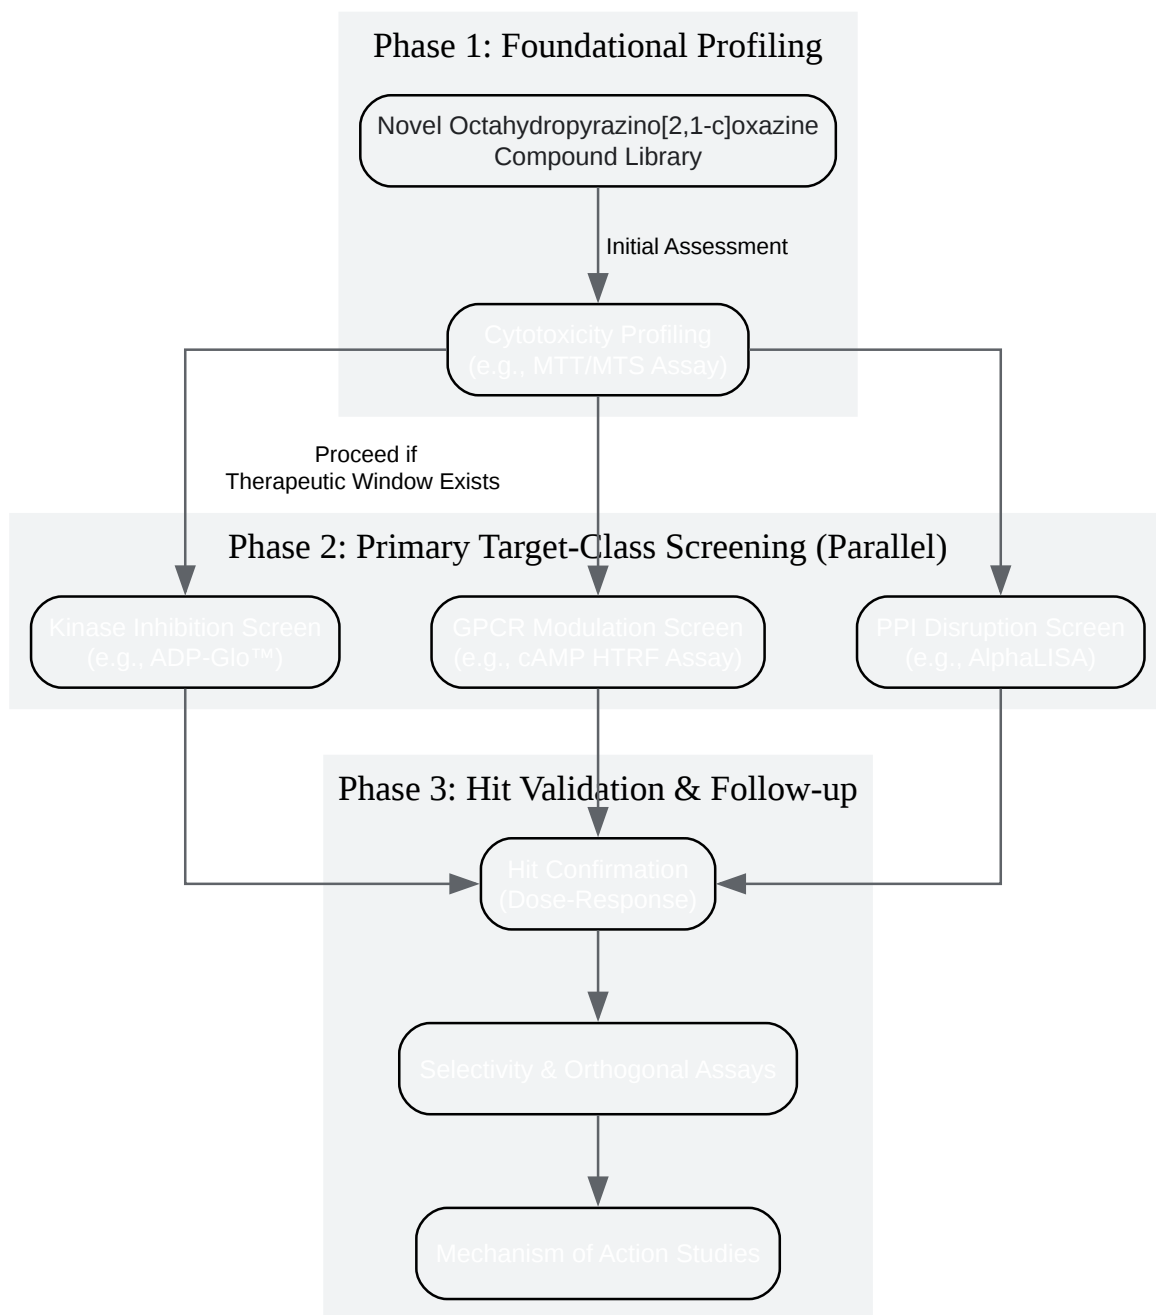 Phase 1: Foundational Profiling
Novel Octahydropyrazino[2,1-c]oxazine
Compound Library
Initial Assessment
Cytotoxicity Profiling
(e.g., MTT/MTS Assay)
Proceed if
Therapeutic Window Exists
Phase 2: Primary Target-Class Screening (Parallel)
Kinase Inhibition Screen
(e.g., ADP-Glo™)
GPCR Modulation Screen
(e.g., cAMP HTRF Assay)
PPI Disruption Screen
(e.g., AlphaLISA)
Phase 3: Hit Validation & Follow-up
Hit Confirmation
(Dose-Response)
Selectivity & Orthogonal Assays
Mechanism of Action Studies